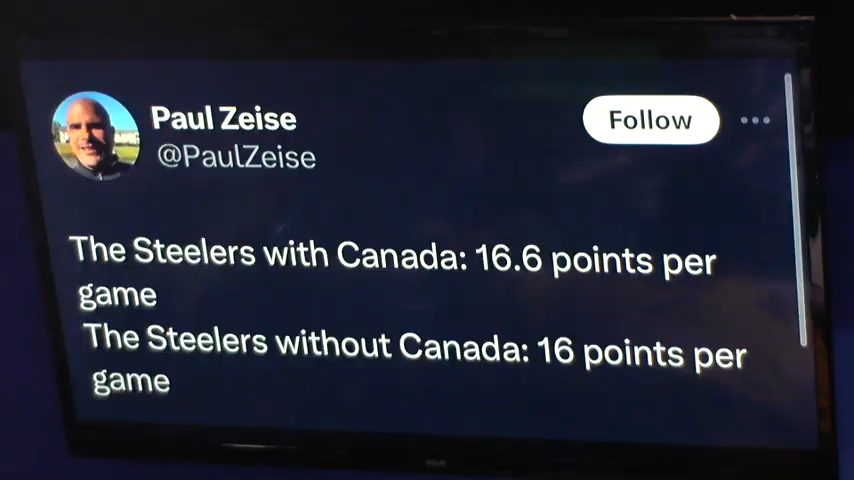 Paul Zeise
@PaulZeise
Follow
The Steelers with Canada: 16.6 points per
game
The Steelers without Canada: 16 points per
game